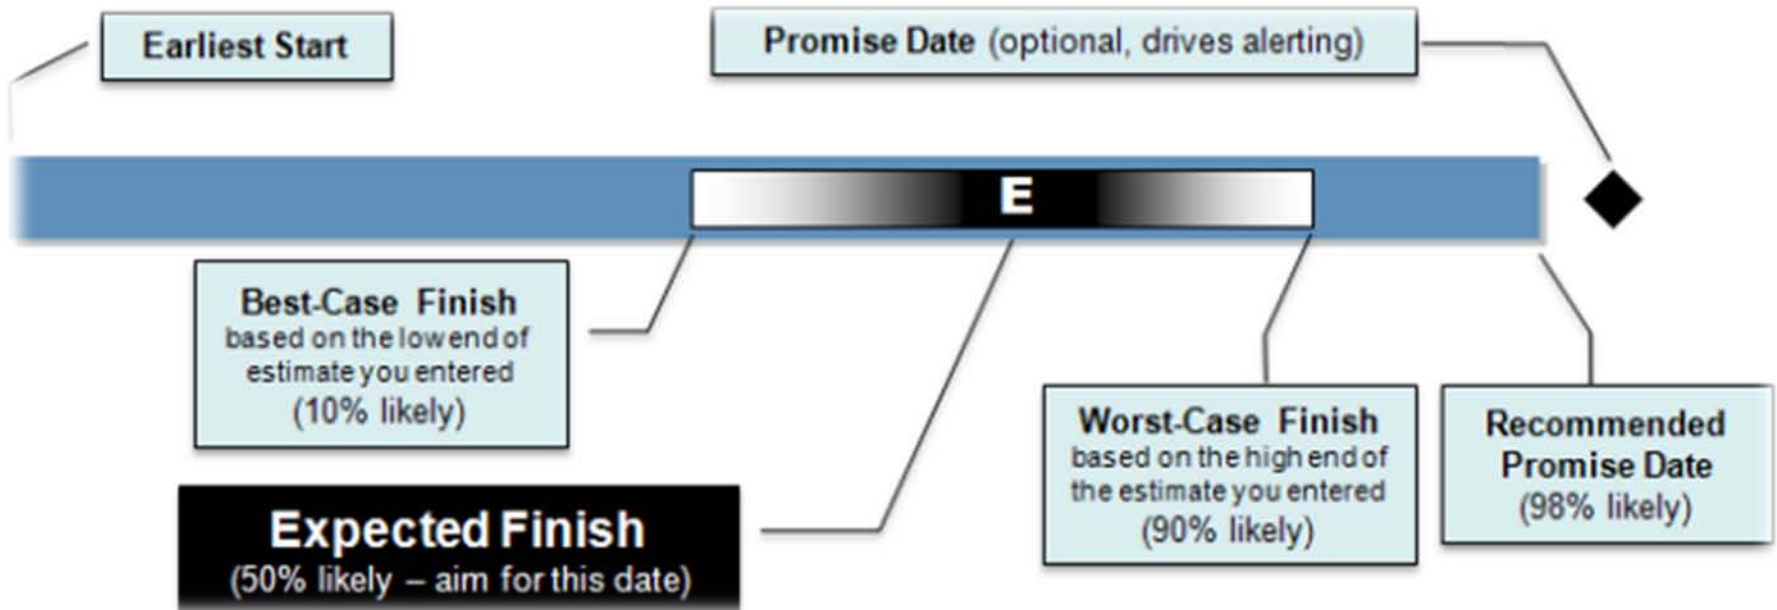 Earliest Start
Promise Date (optional, drives alerting)
E
Best-Case Finish
based on the low end of
estimate you entered
(10% likely)
Expected Finish
(50% likely – aim for this date)
Worst-Case Finish
based on the high end of
the estimate you entered
(90% likely)
Recommended
Promise Date
(98% likely)